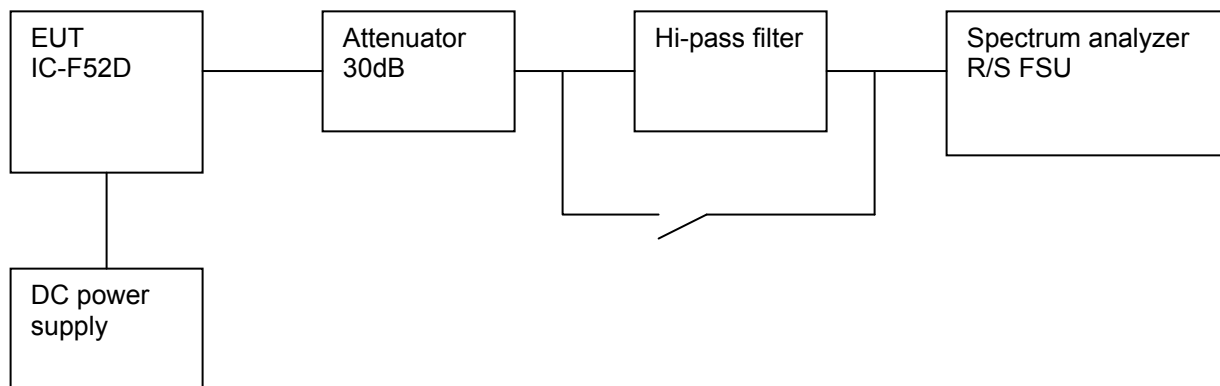 EUT
IC-F52D
Attenuator
30dB
Hi-pass filter
Spectrum analyzer
R/S FSU
DC power
supply